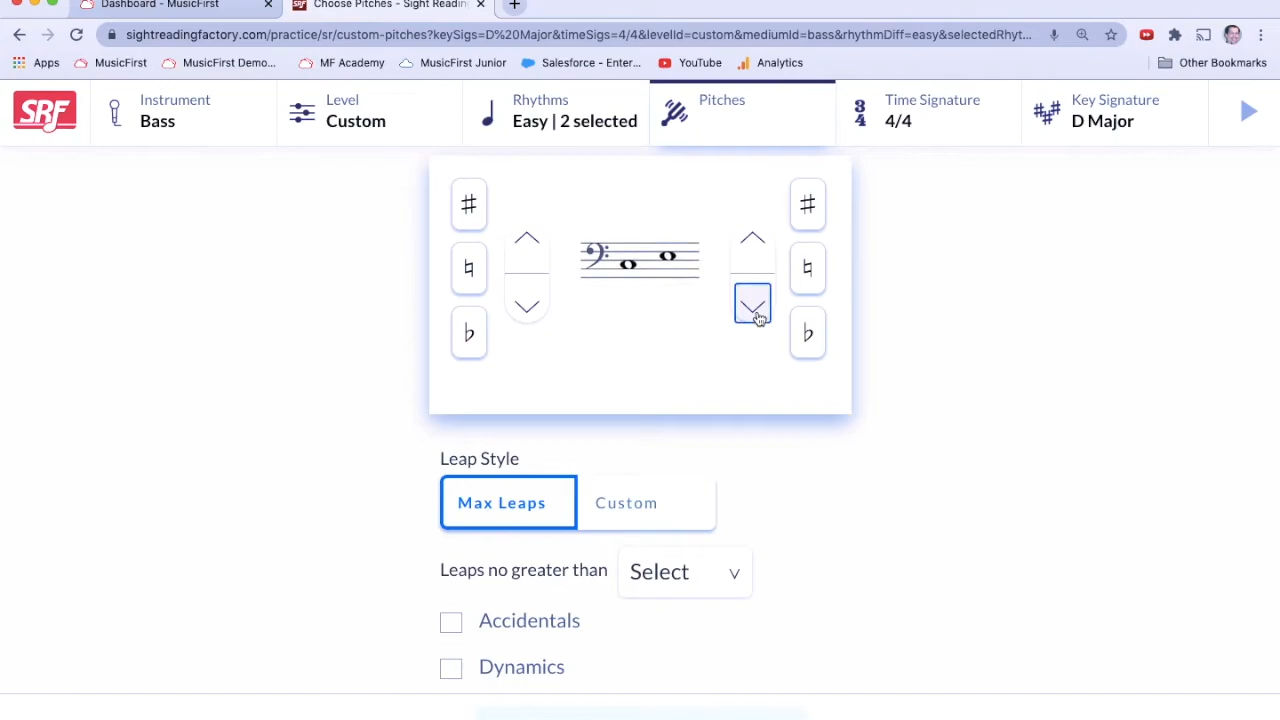 Dashboard - MusicFirst
Choose Pitches - Sight Reading
sightreadingfactory.com/practice/sr/custom-pitches?keySigs=D%20Major&timeSigs=4/4&levelId=custom&mediumId=bass&rhythmDiff=easy&selectedRhyt...
Apps MusicFirst MusicFirst Demo... MF Academy MusicFirst Junior Salesforce - Enter... YouTube Analytics Other Bookmarks
SRF
Instrument
Bass
Level
Custom
Rhythms
Easy | 2 selected
Pitches
3
4
Time Signature
4/4
Key Signature
D Major
Leap Style
Max Leaps Custom
Leaps no greater than Select
Accidentals
Dynamics